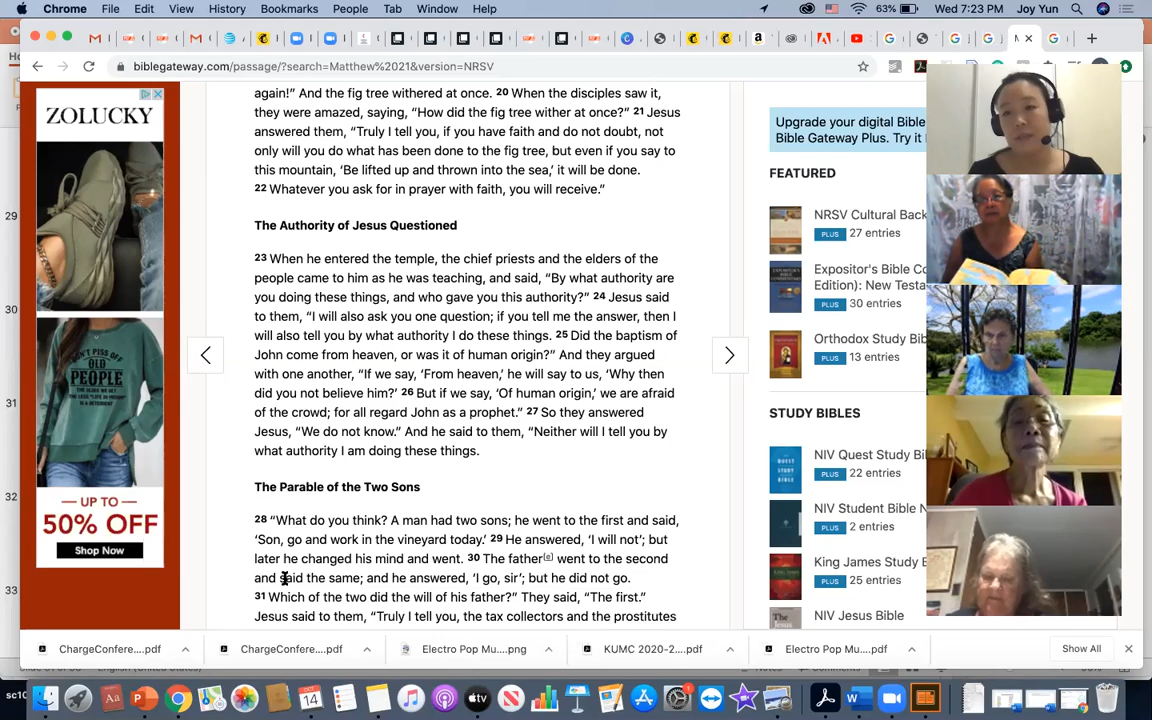 Chrome File Edit View History Bookmarks People Tab Window Help 63% Wed 7:23 PM Joy Yun
biblegateway.com/passage/?search=Matthew%2021&version=NRSV
ZOLUCKY
DON'T PISS OFF
OLD
PEOPLE
UP TO
50% OFF
Shop Now
29
30
31
32
33
again!” And the fig tree withered at once. 20 When the disciples saw it,
they were amazed, saying, “How did the fig tree wither at once?” 21 Jesus
answered them, “Truly I tell you, if you have faith and do not doubt, not
only will you do what has been done to the fig tree, but even if you say to
this mountain, ‘Be lifted up and thrown into the sea,’ it will be done.
22 Whatever you ask for in prayer with faith, you will receive.”
The Authority of Jesus Questioned
23 When he entered the temple, the chief priests and the elders of the
people came to him as he was teaching, and said, “By what authority are
you doing these things, and who gave you this authority?” 24 Jesus said
to them, “I will also ask you one question; if you tell me the answer, then I
will also tell you by what authority I do these things. 25 Did the baptism of
John come from heaven, or was it of human origin?” And they argued
with one another, “If we say, ‘From heaven,’ he will say to us, ‘Why then
did you not believe him?’ 26 But if we say, ‘Of human origin,’ we are afraid
of the crowd; for all regard John as a prophet.” 27 So they answered
Jesus, “We do not know.” And he said to them, “Neither will I tell you by
what authority I am doing these things.
The Parable of the Two Sons
28 “What do you think? A man had two sons; he went to the first and said,
‘Son, go and work in the vineyard today.’ 29 He answered, ‘I will not’; but
later he changed his mind and went. 30 The father[e] went to the second
and said the same; and he answered, ‘I go, sir’; but he did not go.
31 Which of the two did the will of his father?” They said, “The first.”
Jesus said to them, “Truly I tell you, the tax collectors and the prostitutes
Upgrade your digital Bible
Bible Gateway Plus. Try it
FEATURED
NRSV Cultural Back
PLUS 27 entries
Expositor's Bible Co
Edition): New Testa
PLUS 30 entries
Orthodox Study Bib
PLUS 13 entries
STUDY BIBLES
NIV Quest Study Bi
PLUS 22 entries
NIV Student Bible N
PLUS 2 entries
King James Study B
PLUS 25 entries
NIV Jesus Bible
ChargeConfe....pdf ChargeConfe....pdf Electro Pop Mu....png KUMC 2020-2....pdf Electro Pop Mu....pdf Show All
OCT
14